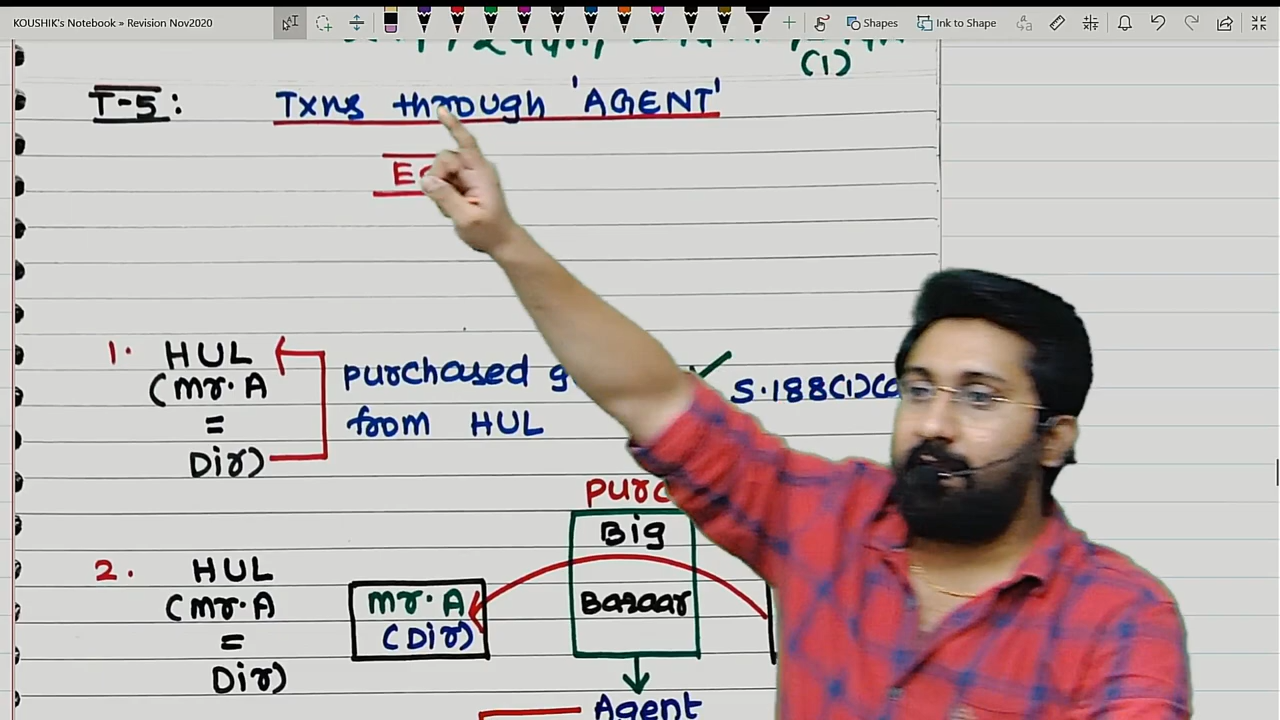 KOUSHIK's Notebook » Revision Nov2020
Shapes
Ink to Shape
(1)
T-5: Txns through 'AGENT'
1. HUL
(Mr.A
=
Dir)
purchased
from HUL
S.188(1)(a
Big
Bazaar
2. HUL
(Mr.A
=
Dir)
Mr.A
(Dir)
Agent